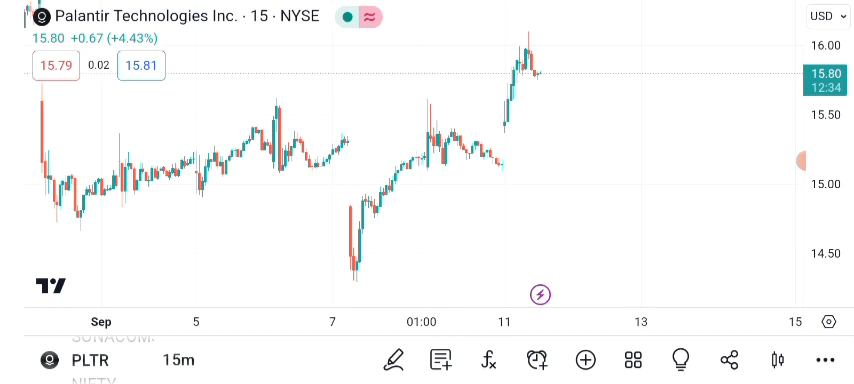 Palantir Technologies Inc. · 15 · NYSE
USD
15.80 +0.67 (+4.43%)
15.79 0.02 15.81
16.00
15.80
12:34
15.50
15.00
14.50
Sep 5 7 01:00 11 13 15
PLTR 15m
NIFTY